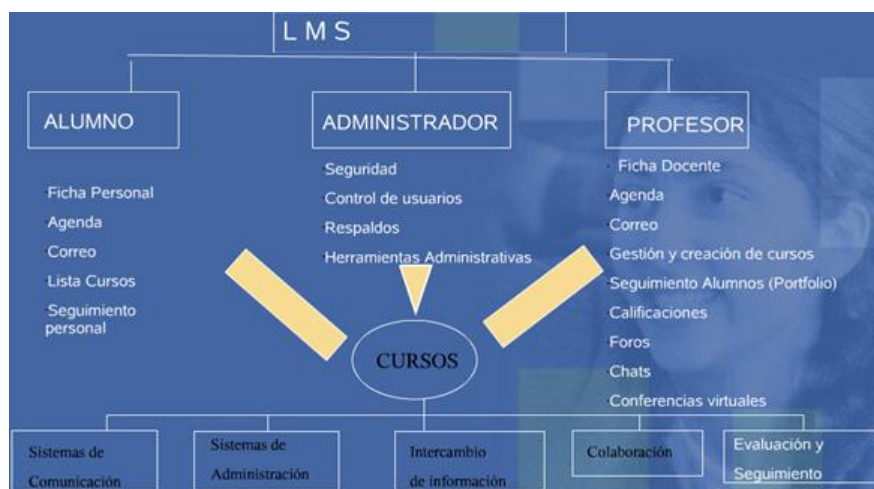 L M S
ALUMNO
Ficha Personal
Agenda
Correo
Lista Cursos
Seguimiento
personal
ADMINISTRADOR
Seguridad
Control de usuarios
Respaldos
Herramientas Administrativas
PROFESOR
Ficha Docente
Agenda
Correo
Gestión y creación de cursos
Seguimiento Alumnos (Portfolio)
Calificaciones
Foros
Chats
Conferencias virtuales
CURSOS
Sistemas de
Comunicación
Sistemas de
Administración
Intercambio
de información
Colaboración
Evaluación y
Seguimiento